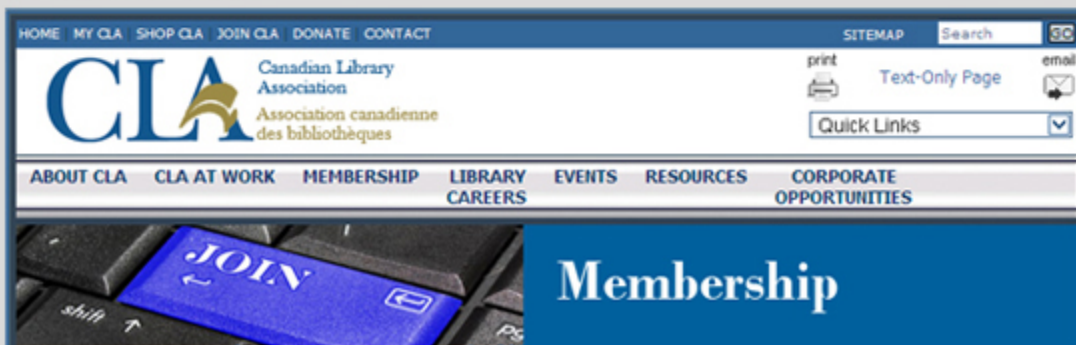 HOME MY CLA SHOP CLA JOIN CLA DONATE CONTACT SITEMAP Search GO
CLA
Canadian Library
Association
Association canadienne
des bibliothèques
print
Text-Only Page
email
Quick Links
ABOUT CLA CLA AT WORK MEMBERSHIP LIBRARY CAREERS EVENTS RESOURCES CORPORATE OPPORTUNITIES
JOIN
shift
pg
Membership